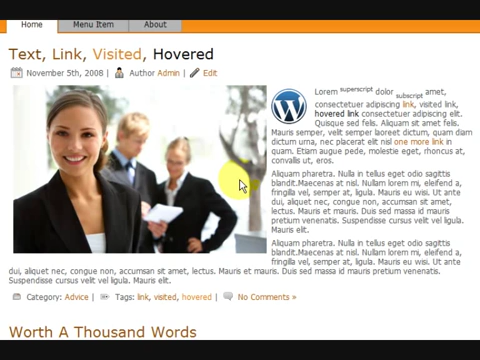 Home Menu Item About
Text, Link, Visited, Hovered
November 5th, 2008 | Author Admin | Edit
Lorem superscript dolor subscript amet,
consectetuer adipiscing link, visited link,
hovered link consectetuer adipiscing elit.
Quisque sed felis. Aliquam sit amet felis.
Mauris semper, velit semper laoreet dictum, quam diam
dictum urna, nec placerat elit nisl one more link in
quam. Etiam augue pede, molestie eget, rhoncus at,
convallis ut, eros.
Aliquam pharetra. Nulla in tellus eget odio sagittis
blandit.Maecenas at nisl. Nullam lorem mi, eleifend a,
fringilla vel, semper at, ligula. Mauris eu wisi. Ut ante
dui, aliquet nec, congue non, accumsan sit amet,
lectus. Mauris et mauris. Duis sed massa id mauris
pretium venenatis. Suspendisse cursus velit vel ligula.
Mauris elit.
Aliquam pharetra. Nulla in tellus eget odio sagittis
blandit.Maecenas at nisl. Nullam lorem mi, eleifend a,
fringilla vel, semper at, ligula. Mauris eu wisi. Ut ante
dui, aliquet nec, congue non, accumsan sit amet, lectus. Mauris et mauris. Duis sed massa id mauris pretium venenatis.
Suspendisse cursus velit vel ligula. Mauris elit.
Category: Advice | Tags: link, visited, hovered | No Comments »
Worth A Thousand Words